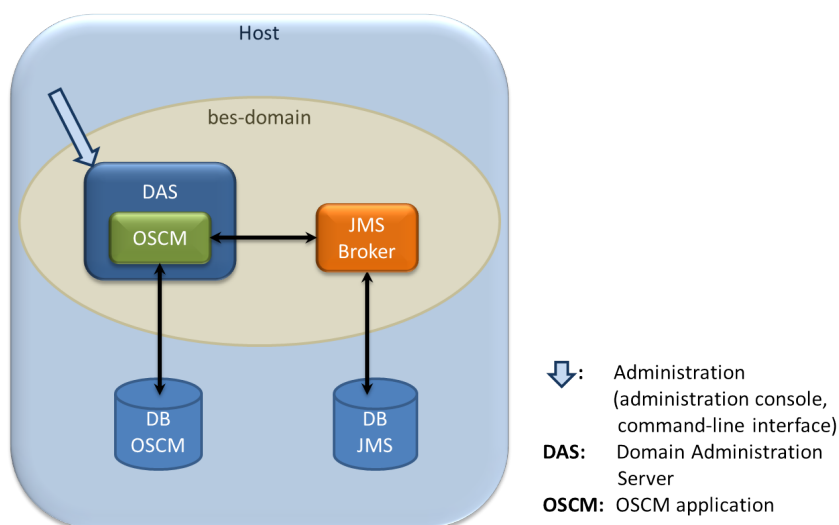 Host
bes-domain
DAS
OSCM
JMS
Broker
DB
OSCM
DB
JMS
: Administration
(administration console,
command-line interface)
DAS: Domain Administration
Server
OSCM: OSCM application